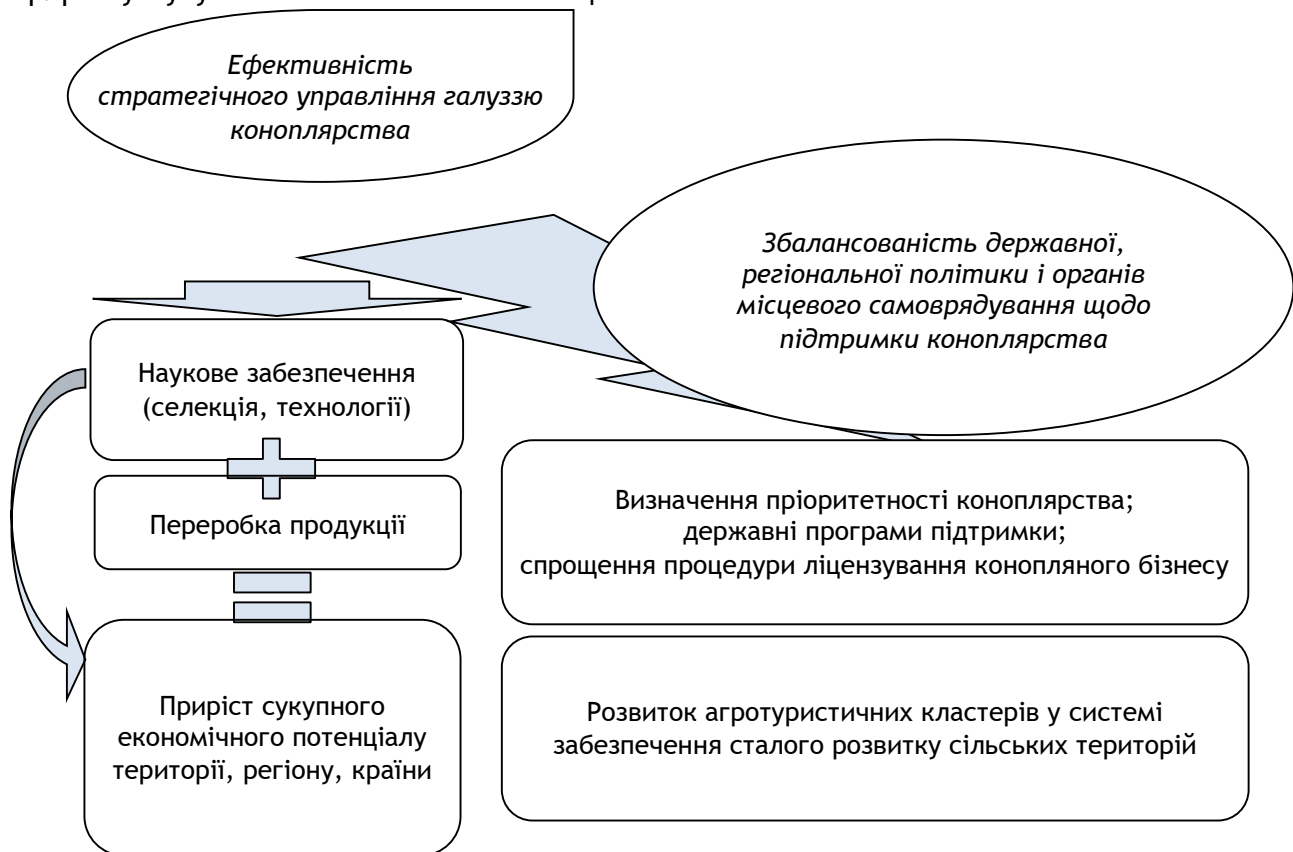 Ефективність
стратегічного управління галуззю
коноплярства
Збалансованість державної,
регіональної політики і органів
місцевого самоврядування щодо
підтримки коноплярства
Наукове забезпечення
(селекція, технології)
Переробка продукції
Приріст сукупного
економічного потенціалу
території, регіону, країни
Визначення пріоритетності коноплярства;
державні програми підтримки;
спрощення процедури ліцензування конопляного бізнесу
Розвиток агротуристичних кластерів у системі
забезпечення сталого розвитку сільських територій